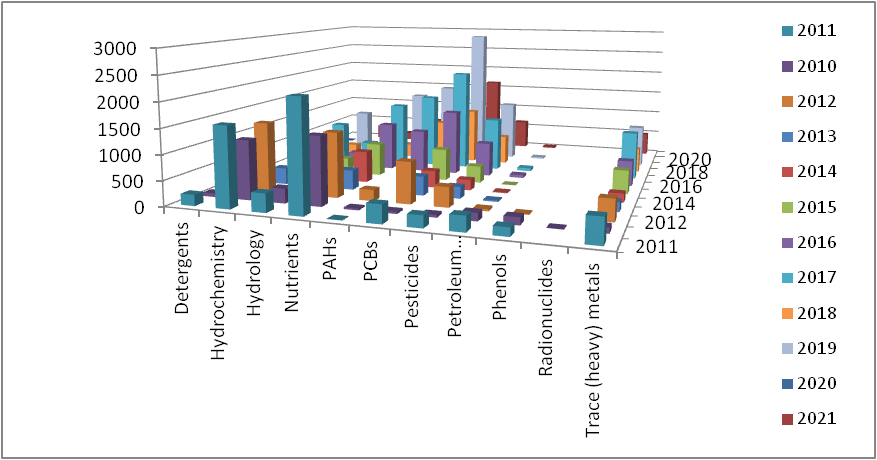 3000
2500
2000
1500
1000
500
0
Detergents
Hydrochemistry
Hydrology
Nutrients
PAHs
PCBs
Pesticides
Petroleum...
Phenols
Radionuclides
Trace (heavy) metals
2020
2018
2016
2014
2012
2011
2011
2010
2012
2013
2014
2015
2016
2017
2018
2019
2020
2021